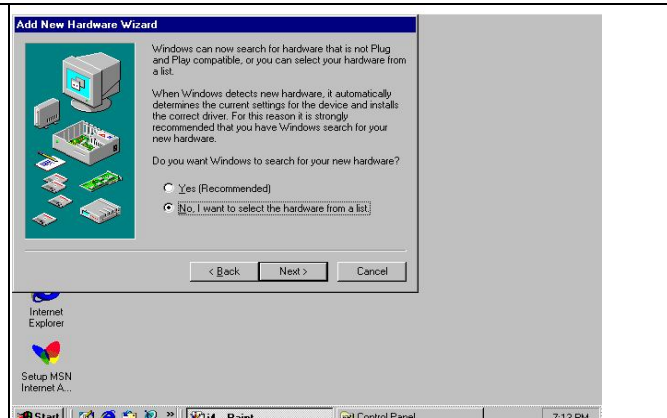 Add New Hardware Wizard
Windows can now search for hardware that is not Plug
and Play compatible, or you can select your hardware from
a list.
When Windows detects new hardware, it automatically
determines the current settings for the device and installs
the correct driver. For this reason it is strongly
recommended that you have Windows search for your
new hardware.
Do you want Windows to search for your new hardware?
Yes (Recommended)
No, I want to select the hardware from a list.
< Back Next > Cancel
Internet
Explorer
Setup MSN
Internet A...
Start » i4 - Paint Control Panel 7:13 PM